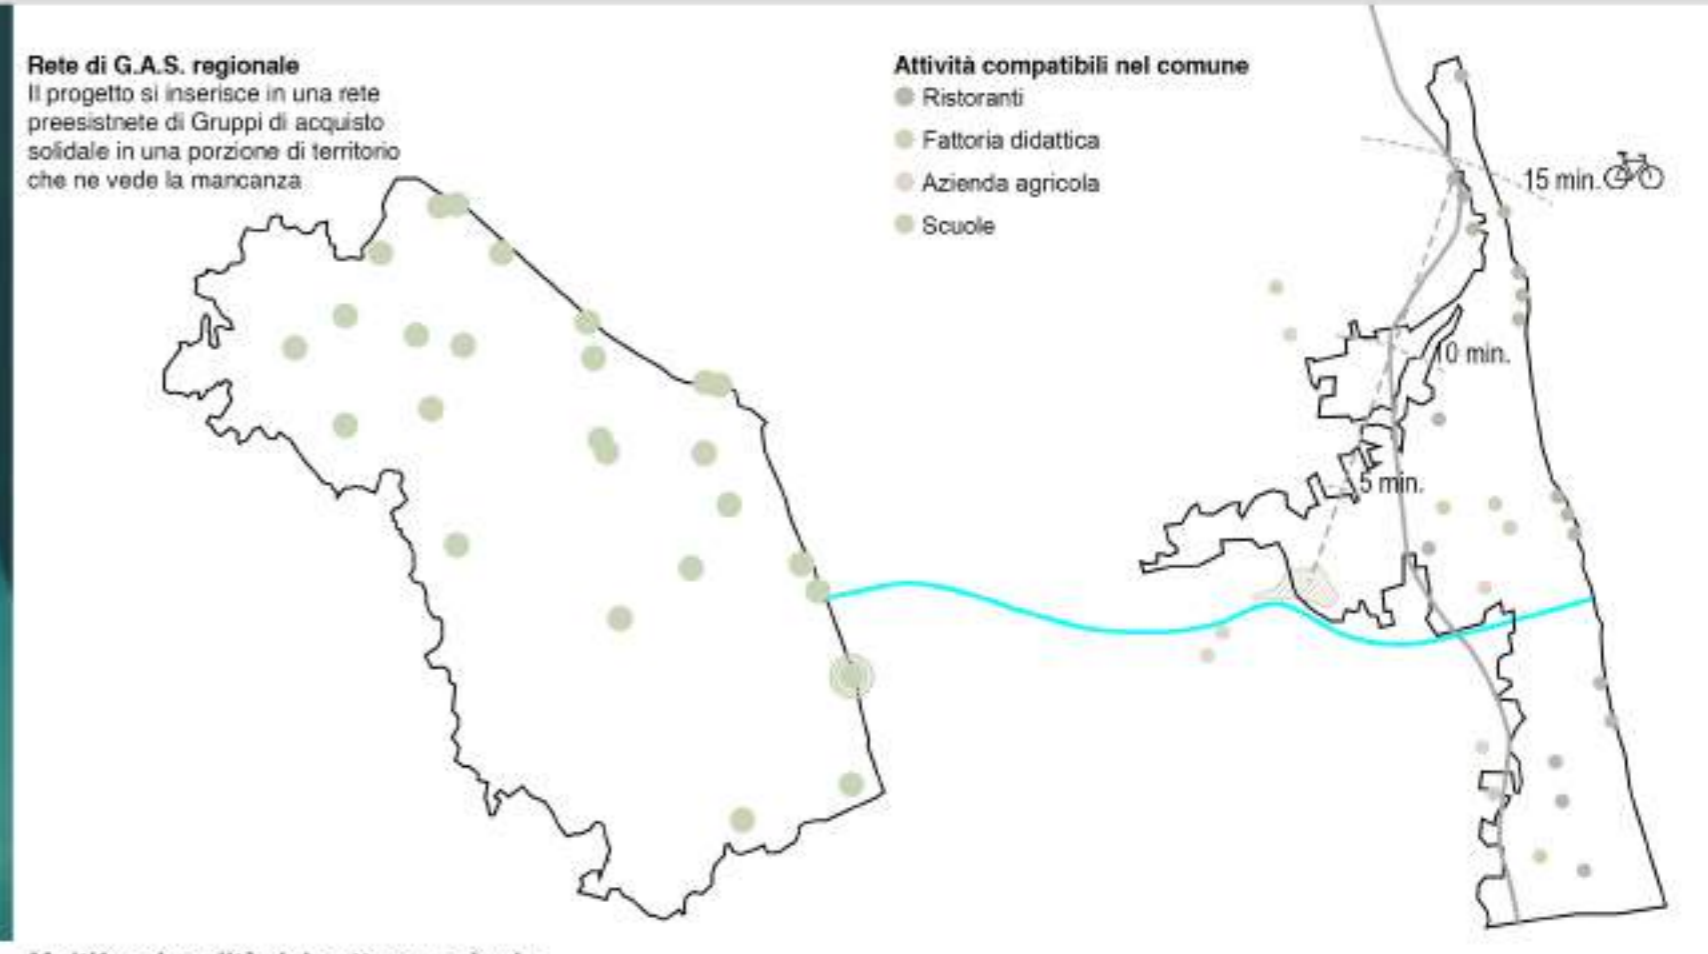 Rete di G.A.S. regionale
Il progetto si inserisce in una rete
preesistnete di Gruppi di acquisto
solidale in una porzione di territorio
che ne vede la mancanza
Attività compatibili nel comune
Ristoranti
Fattoria didattica
Azienda agricola
Scuole
15 min.
10 min.
5 min.